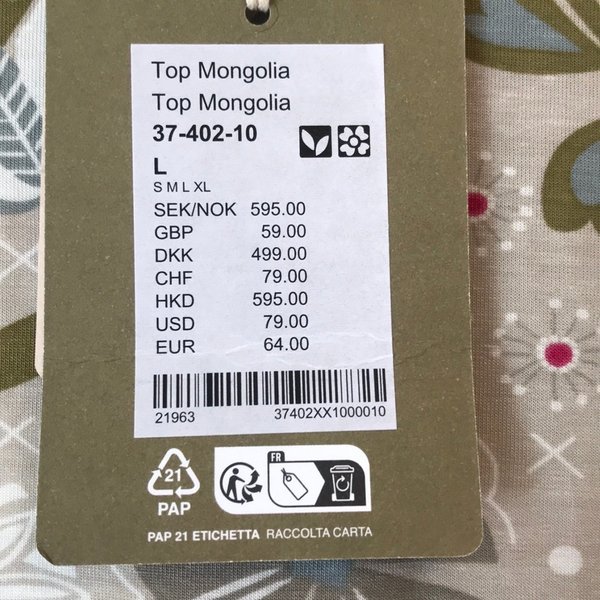 Top Mongolia
Top Mongolia
37-402-10
L
S M L XL
SEK/NOK 595.00
GBP 59.00
DKK 499.00
CHF 79.00
HKD 595.00
USD 79.00
EUR 64.00
21963 37402XX1000010
21
PAP
FR
PAP 21 ETICHETTA RACCOLTA CARTA